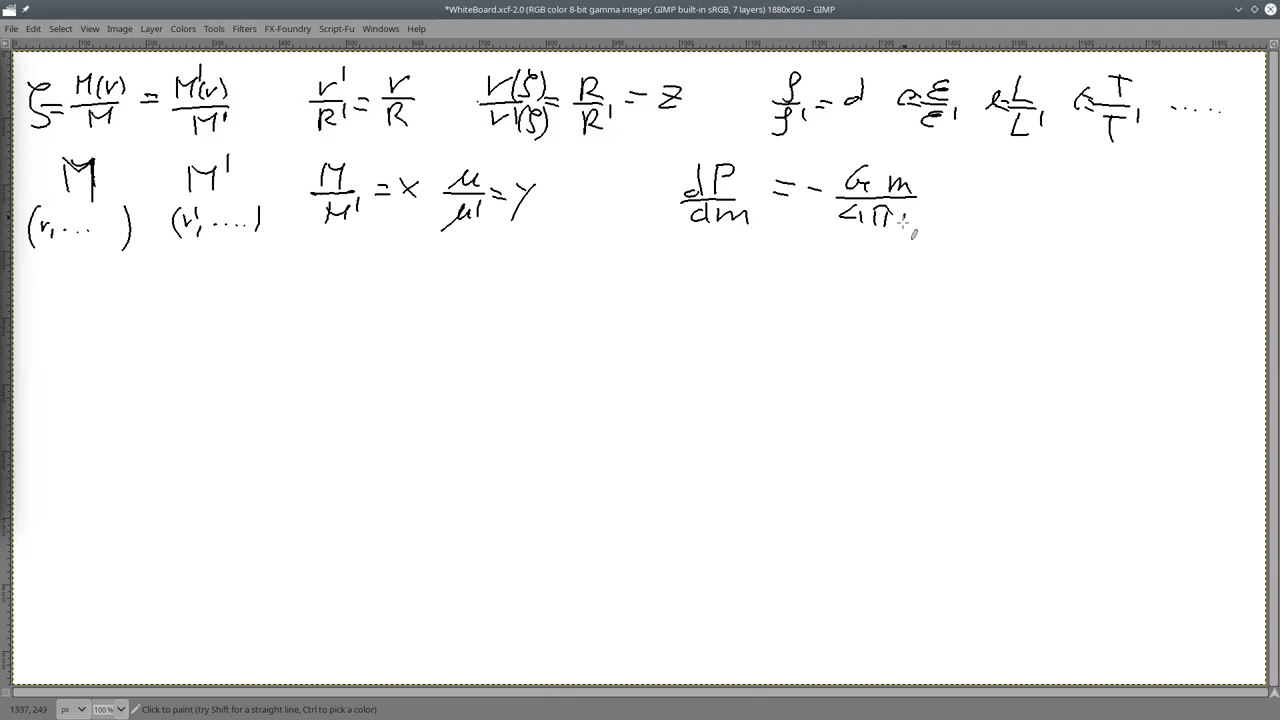 *WhiteBoard.xcf-2.0 (RGB color 8-bit gamma integer, GIMP built-in sRGB, 7 layers) 1880x950 – GIMP
File Edit Select View Image Layer Colors Tools Filters FX-Foundry Script-Fu Windows Help
ζ = M(r)/M = M'(r)/M' r'/R' = r/R r(ζ)/r'(ζ) = R/R' = z ρ/ρ' = d e = ε/ε' l = L/L' t = T/T' .....
M M' M/M' = x μ/μ' = y dP/dm = - G m/4π
(r, ... ) (r', ....)
1337, 249 px 100% Click to paint (try Shift for a straight line, Ctrl to pick a color)